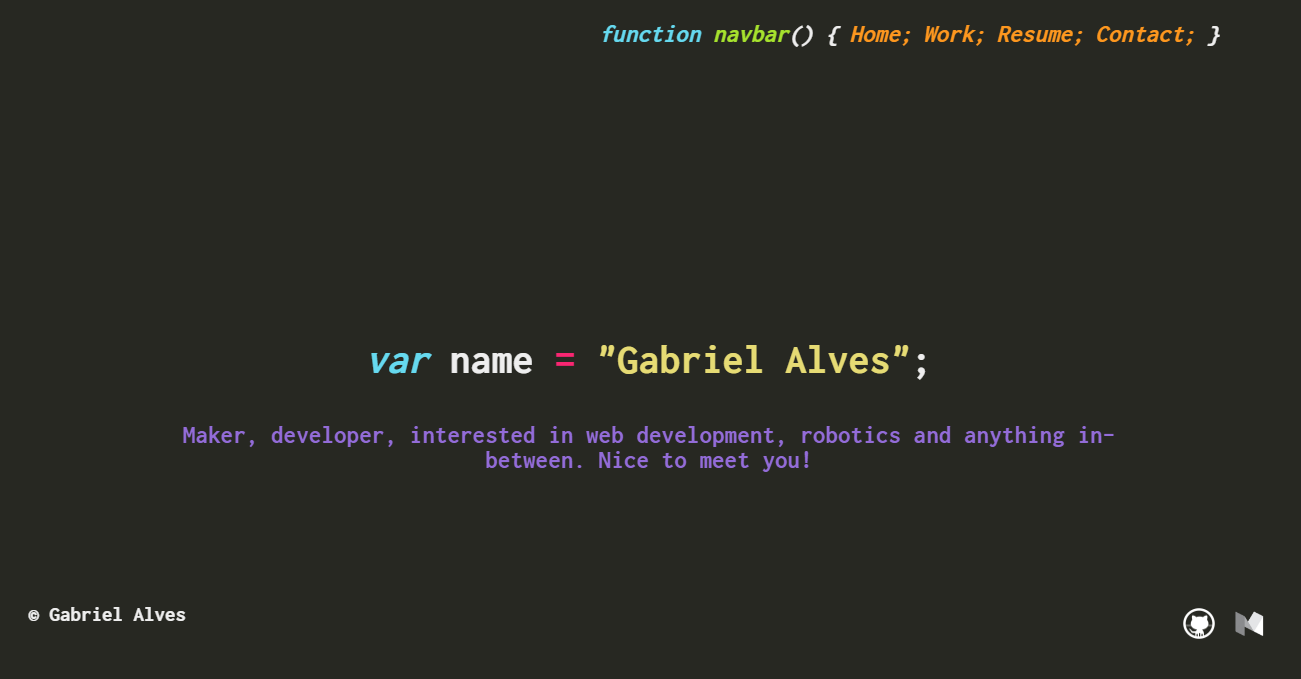 function navbar() { Home; Work; Resume; Contact; }
var name = "Gabriel Alves";
Maker, developer, interested in web development, robotics and anything in-
between. Nice to meet you!
© Gabriel Alves